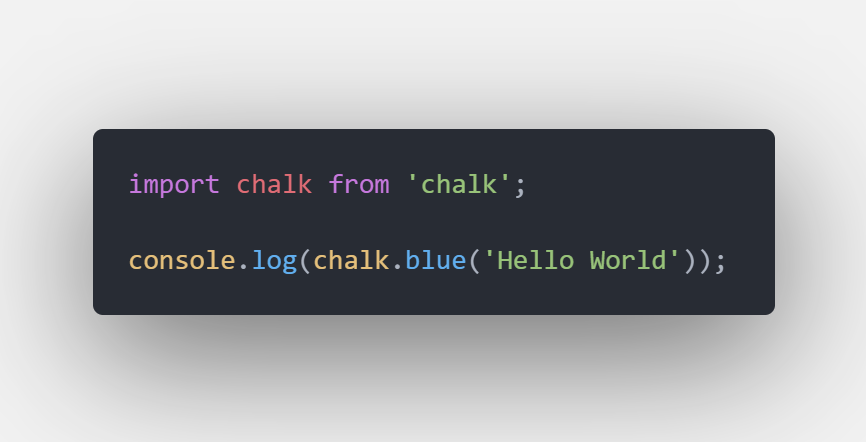 import chalk from 'chalk';
console.log(chalk.blue('Hello World'));